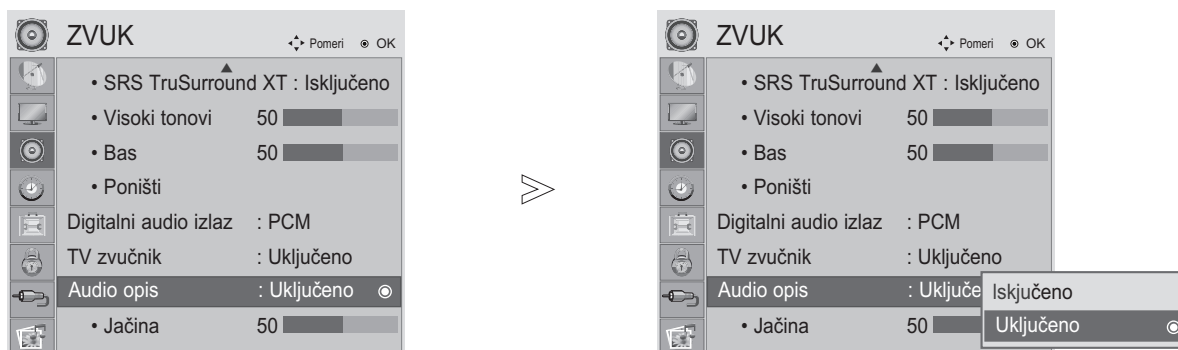 ZVUK Pomeri OK
• SRS TruSurround XT : Isključeno
• Visoki tonovi 50
• Bas 50
• Poništi
Digitalni audio izlaz : PCM
TV zvučnik : Uključeno
Audio opis : Uključeno
• Jačina 50
ZVUK Pomeri OK
• SRS TruSurround XT : Isključeno
• Visoki tonovi 50
• Bas 50
• Poništi
Digitalni audio izlaz : PCM
TV zvučnik : Uključeno
Audio opis : Uključe
• Jačina 50
Iskjučeno
Uključeno